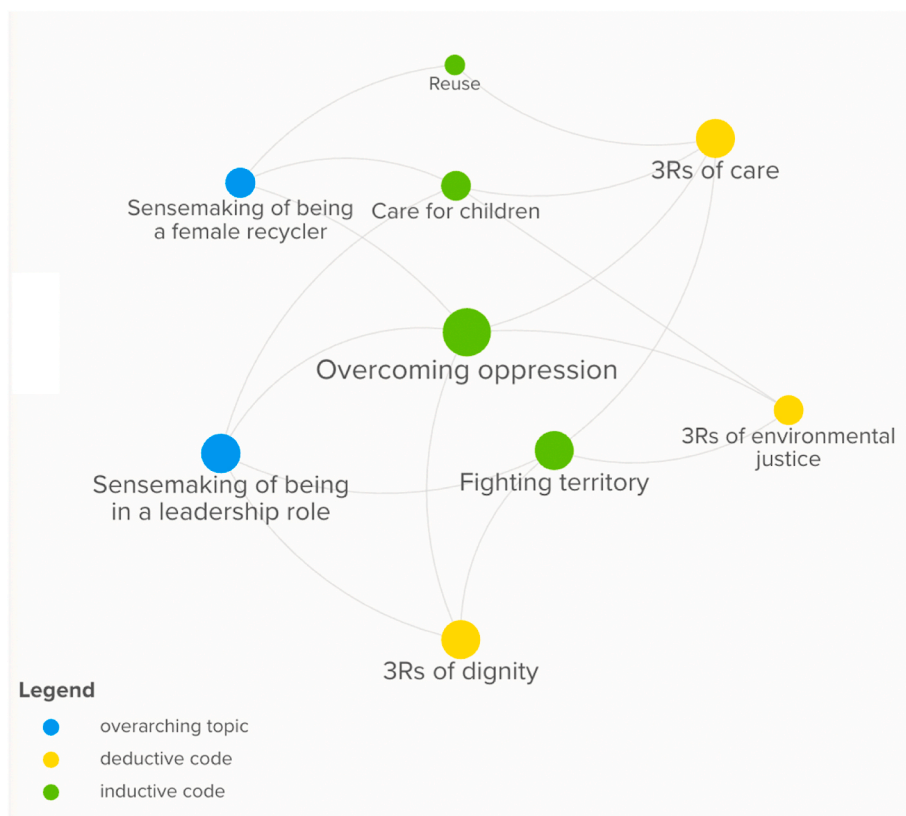 Reuse
3Rs of care
Sensemaking of being
a female recycler
Care for children
Overcoming oppression
3Rs of environmental
justice
Sensemaking of being
in a leadership role
Fighting territory
3Rs of dignity
Legend
overarching topic
deductive code
inductive code